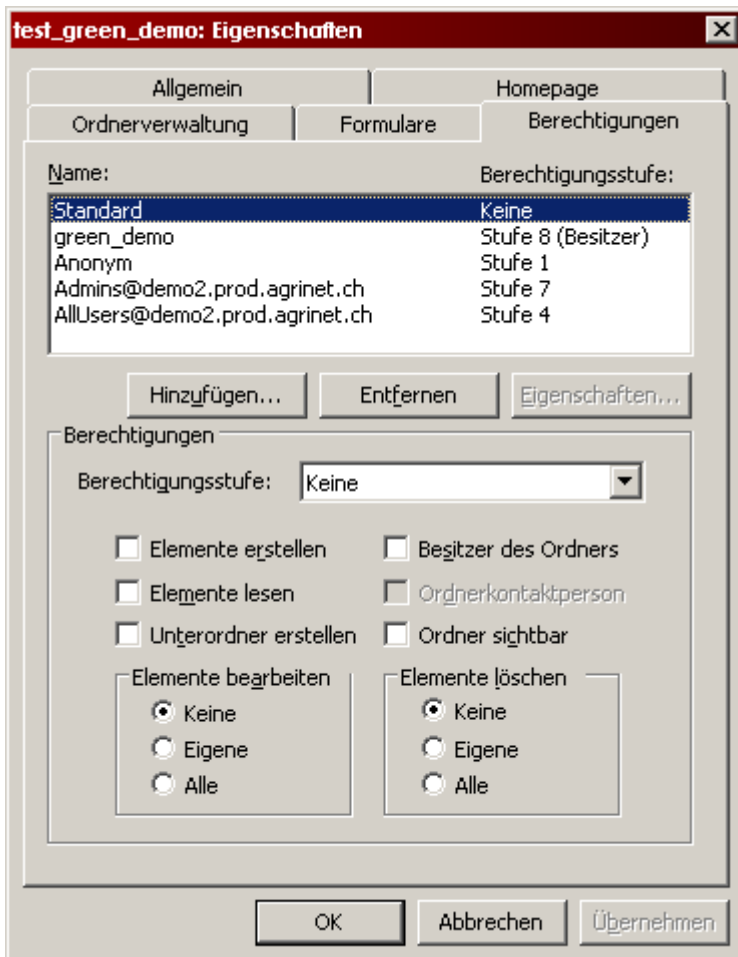 test_green_demo: Eigenschaften
Allgemein Homepage
Ordnerverwaltung Formulare Berechtigungen
Name: Berechtigungsstufe:
Standard Keine
green_demo Stufe 8 (Besitzer)
Anonym Stufe 1
Admins@demo2.prod.agrinet.ch Stufe 7
AllUsers@demo2.prod.agrinet.ch Stufe 4
Hinzufügen... Entfernen Eigenschaften...
Berechtigungen
Berechtigungsstufe: Keine
Elemente erstellen Besitzer des Ordners
Elemente lesen Ordnerkontaktperson
Unterordner erstellen Ordner sichtbar
Elemente bearbeiten Elemente löschen
Keine Keine
Eigene Eigene
Alle Alle
OK Abbrechen Übernehmen